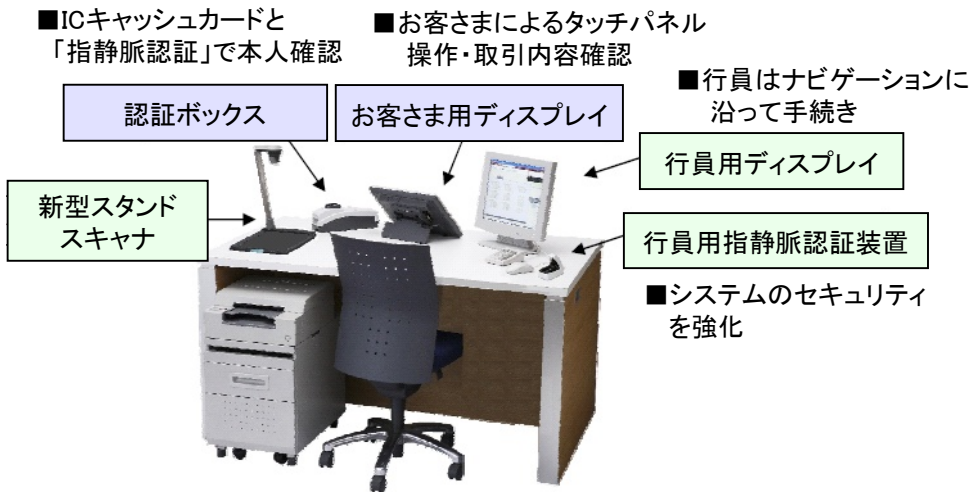 ■ICキャッシュカードと
「指静脈認証」で本人確認
■お客さまによるタッチパネル
操作・取引内容確認
■行員はナビゲーションに
沿って手続き
認証ボックス
お客さま用ディスプレイ
行員用ディスプレイ
新型スタンド
スキャナ
行員用指静脈認証装置
■システムのセキュリティ
を強化